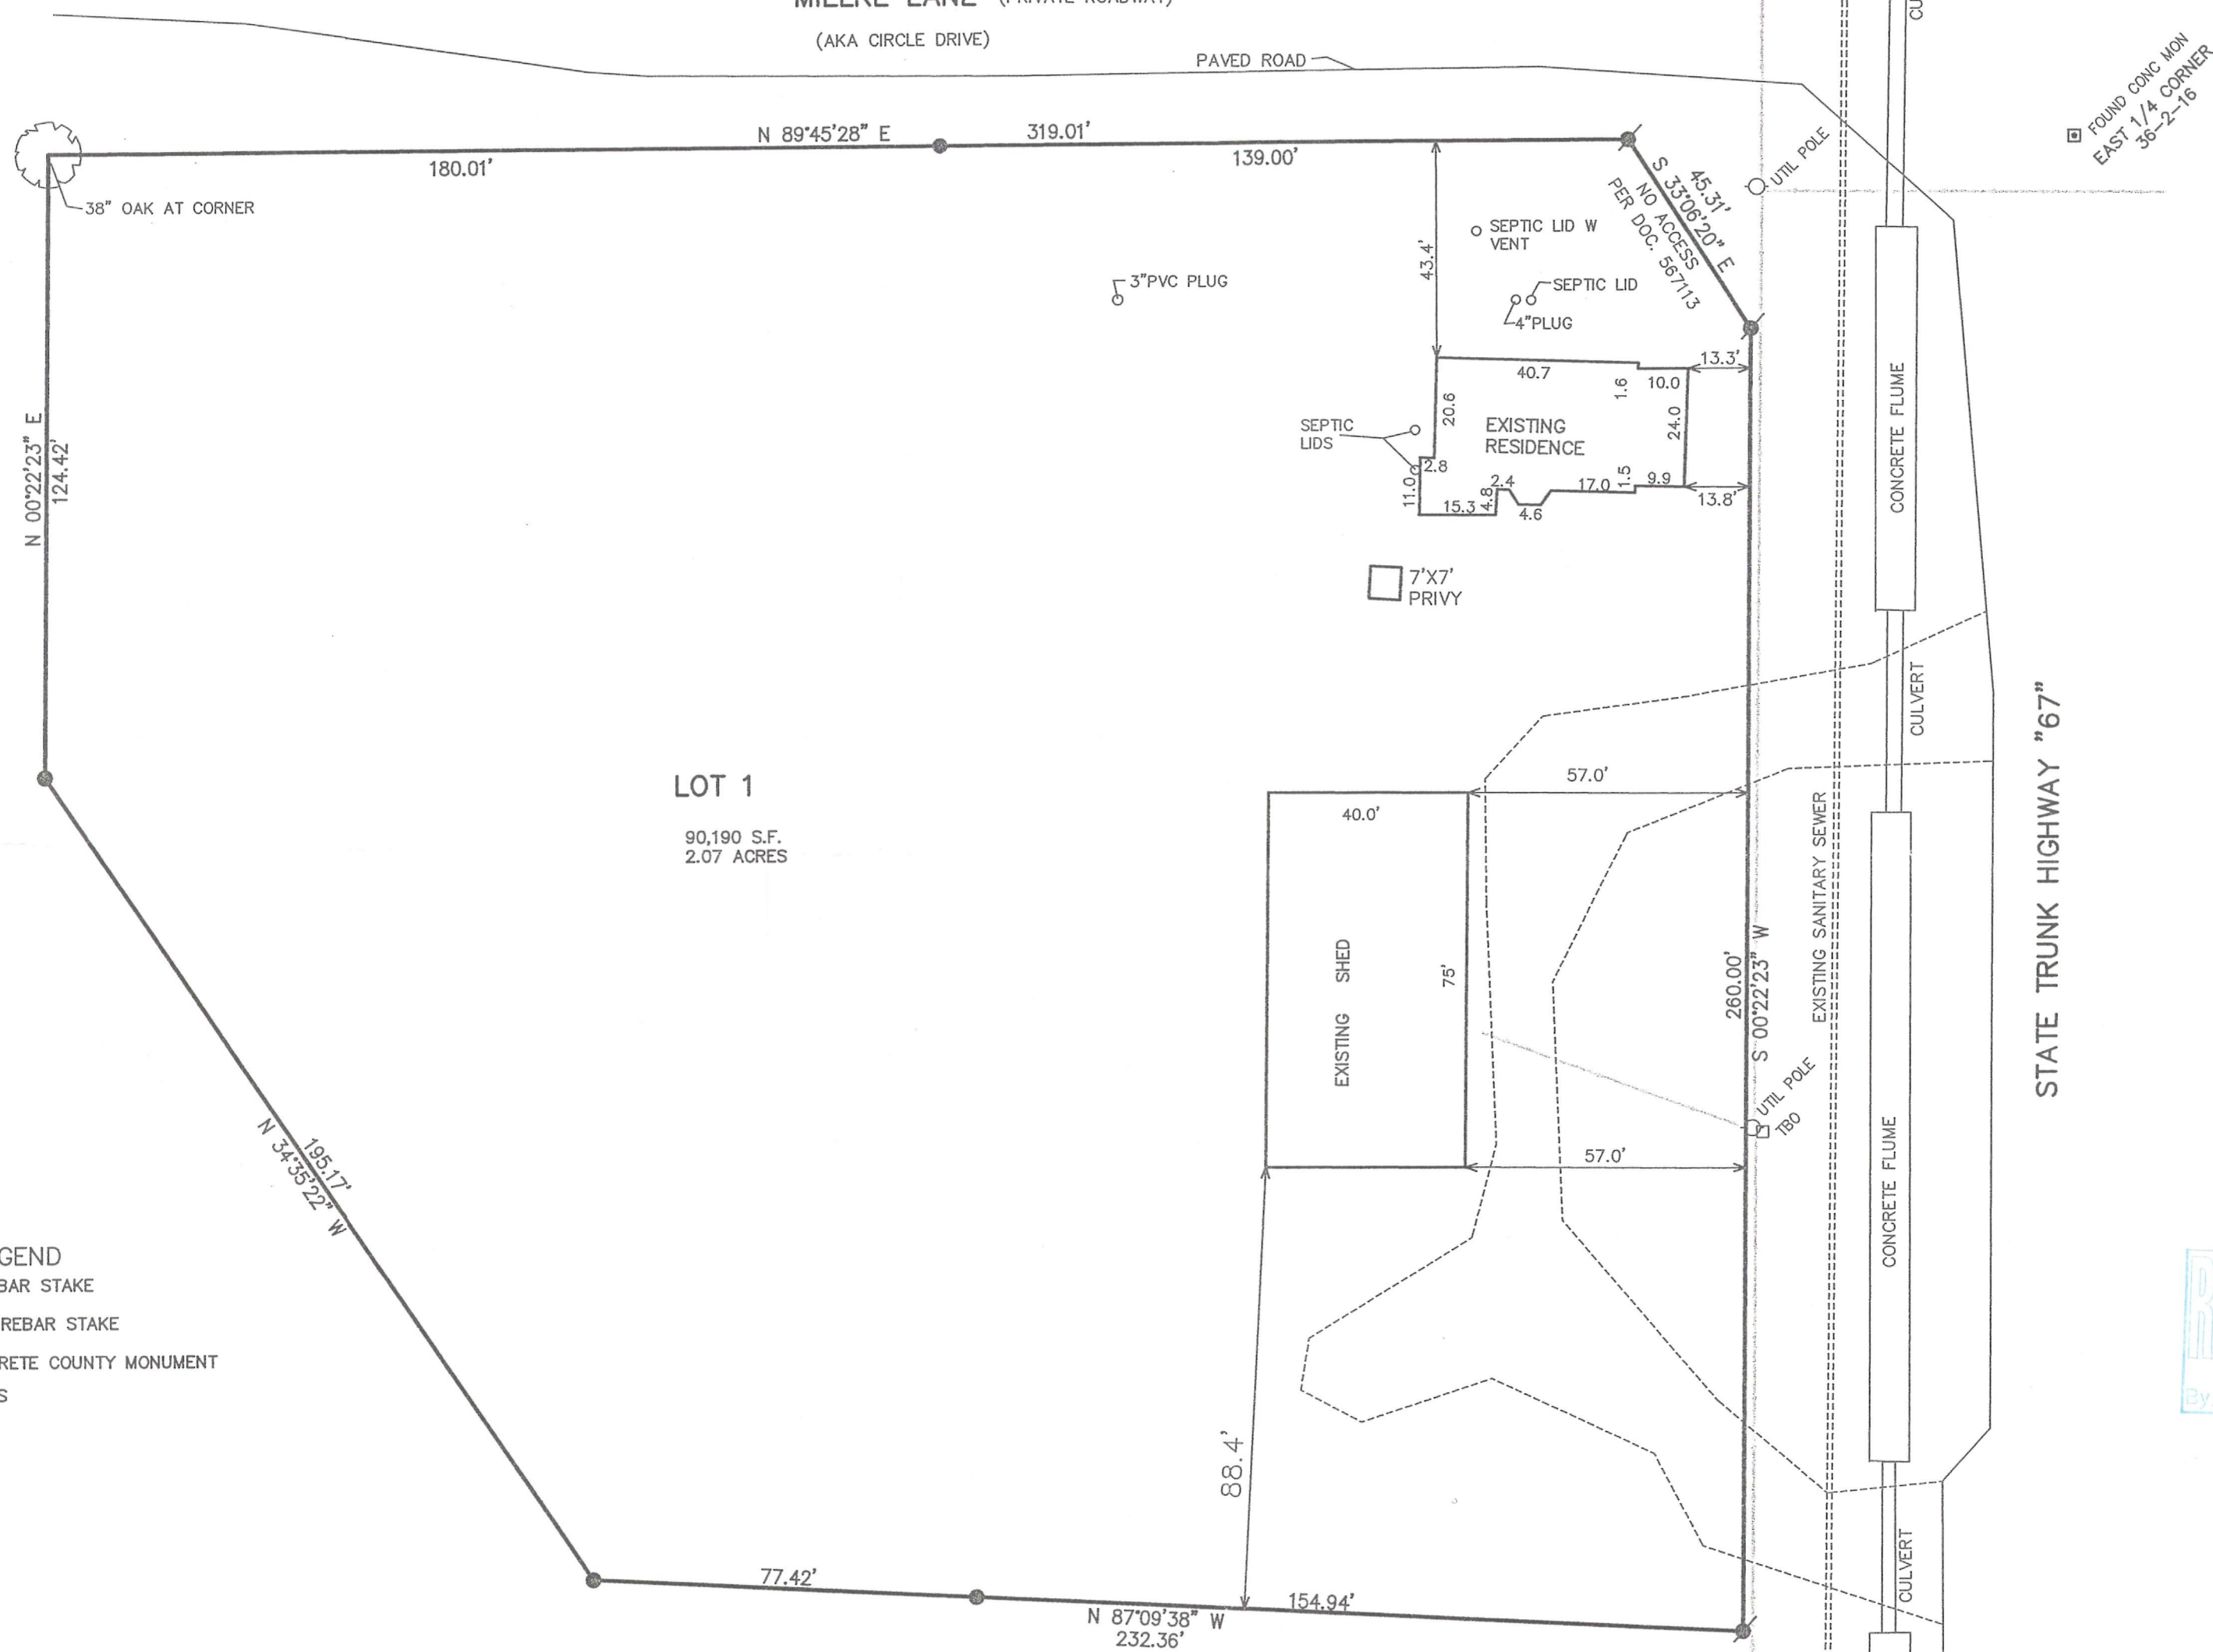 MILLRE LANE (PRIVATE ROADWAY)
(AKA CIRCLE DRIVE)
PAVED ROAD
CU
FOUND CONC MON
EAST 1/4 CORNER
36-2-16
N 89°45'28" E
319.01'
180.01'
139.00'
38" OAK AT CORNER
UTIL POLE
45.31'
S 33°06'20" E
NO ACCESS
PER DOC. 567113
SEPTIC LID W
VENT
43.4'
3"PVC PLUG
SEPTIC LID
4"PLUG
13.3'
40.7
1.6
10.0
20.6
EXISTING
RESIDENCE
24.0
SEPTIC
LIDS
2.8
11.0
15.3
4.8
2.4
4.6
17.0
1.5
9.9
13.8'
CONCRETE FLUME
N 00°22'23" E
124.42'
7'X7'
PRIVY
CULVERT
STATE TRUNK HIGHWAY "67"
LOT 1
90,190 S.F.
2.07 ACRES
57.0'
40.0'
EXISTING SHED
75'
260.00'
S 00°22'23" W
EXISTING SANITARY SEWER
UTIL POLE
TBO
57.0'
CONCRETE FLUME
195.17'
N 34°35'22" W
GEND
BAR STAKE
REBAR STAKE
RETE COUNTY MONUMENT
S
88.4'
By:
CULVERT
77.42'
154.94'
N 87°09'38" W
232.36'